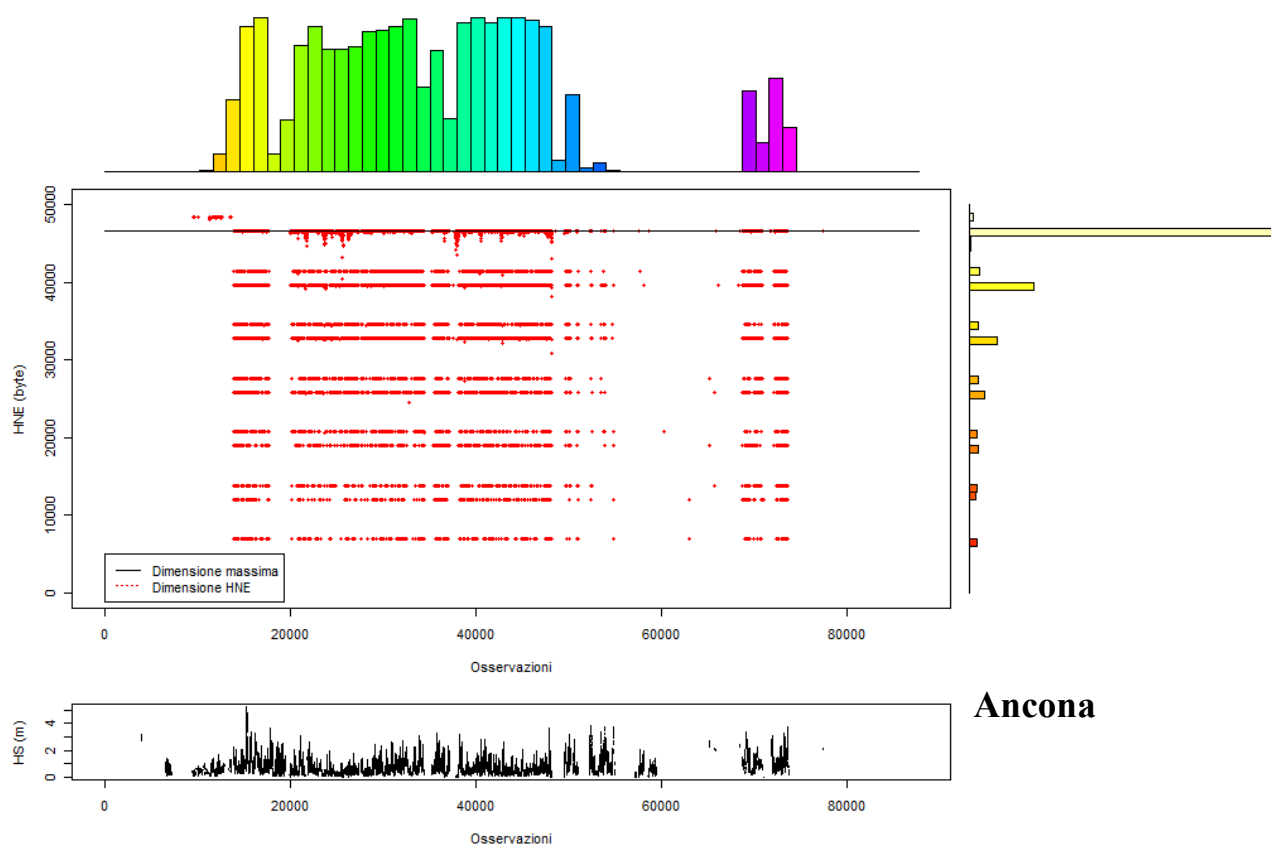 HNE (byte)
50000
40000
30000
20000
10000
0
Dimensione massima
Dimensione HNE
0 20000 40000 60000 80000
Osservazioni
Ancona
HS (m)
4
2
0
0 20000 40000 60000 80000
Osservazioni